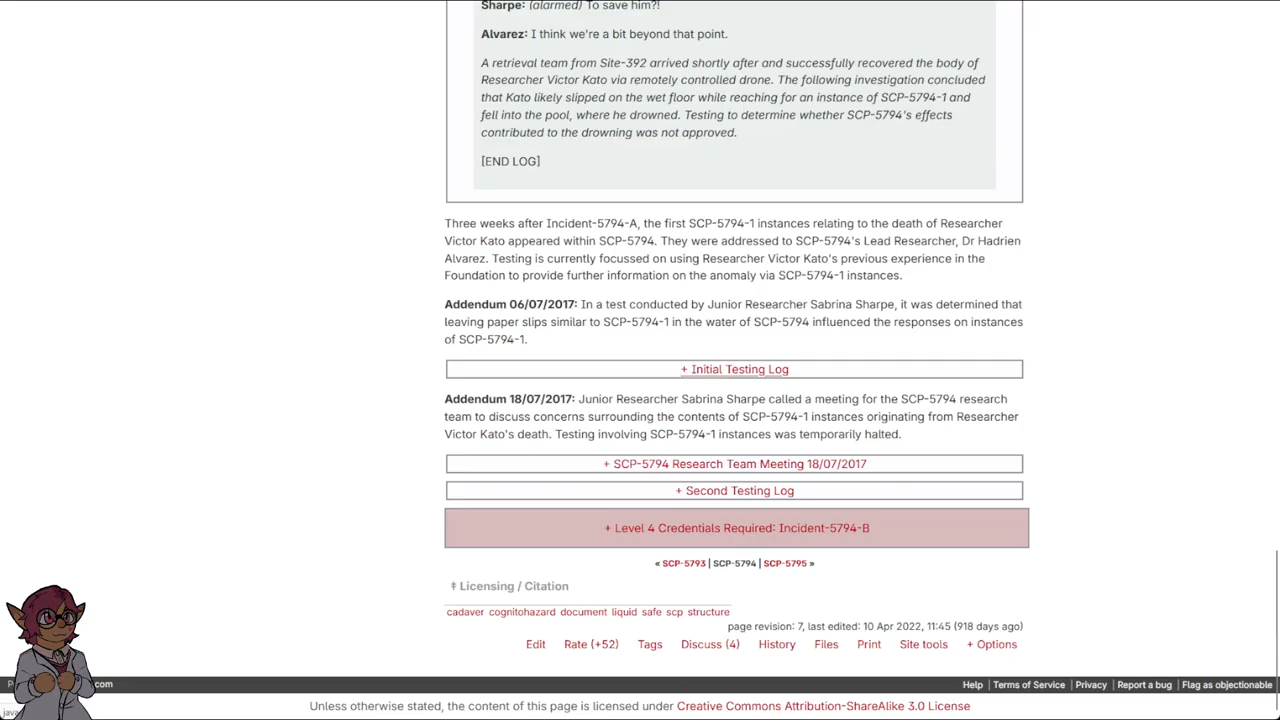 Sharpe: (alarmed) To save him?!
Alvarez: I think we're a bit beyond that point.
A retrieval team from Site-392 arrived shortly after and successfully recovered the body of
Researcher Victor Kato via remotely controlled drone. The following investigation concluded
that Kato likely slipped on the wet floor while reaching for an instance of SCP-5794-1 and
fell into the pool, where he drowned. Testing to determine whether SCP-5794's effects
contributed to the drowning was not approved.
[END LOG]
Three weeks after Incident-5794-A, the first SCP-5794-1 instances relating to the death of Researcher
Victor Kato appeared within SCP-5794. They were addressed to SCP-5794's Lead Researcher, Dr Hadrien
Alvarez. Testing is currently focussed on using Researcher Victor Kato's previous experience in the
Foundation to provide further information on the anomaly via SCP-5794-1 instances.
Addendum 06/07/2017: In a test conducted by Junior Researcher Sabrina Sharpe, it was determined that
leaving paper slips similar to SCP-5794-1 in the water of SCP-5794 influenced the responses on instances
of SCP-5794-1.
+ Initial Testing Log
Addendum 18/07/2017: Junior Researcher Sabrina Sharpe called a meeting for the SCP-5794 research
team to discuss concerns surrounding the contents of SCP-5794-1 instances originating from Researcher
Victor Kato's death. Testing involving SCP-5794-1 instances was temporarily halted.
+ SCP-5794 Research Team Meeting 18/07/2017
+ Second Testing Log
+ Level 4 Credentials Required: Incident-5794-B
« SCP-5793 | SCP-5794 | SCP-5795 »
⇞ Licensing / Citation
cadaver cognitohazard document liquid safe scp structure
page revision: 7, last edited: 10 Apr 2022, 11:45 (918 days ago)
Edit Rate (+52) Tags Discuss (4) History Files Print Site tools + Options
P com Help | Terms of Service | Privacy | Report a bug | Flag as objectionable
Unless otherwise stated, the content of this page is licensed under Creative Commons Attribution-ShareAlike 3.0 License
java